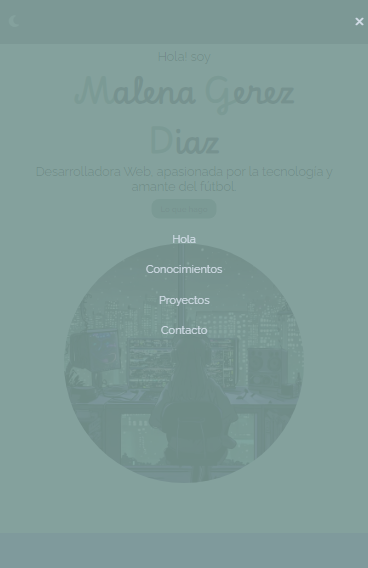 Hola! soy
Malena Gerez
Diaz
Desarrolladora Web, apasionada por la tecnología y
amante del fútbol.
Hola
Conocimientos
Proyectos
Contacto